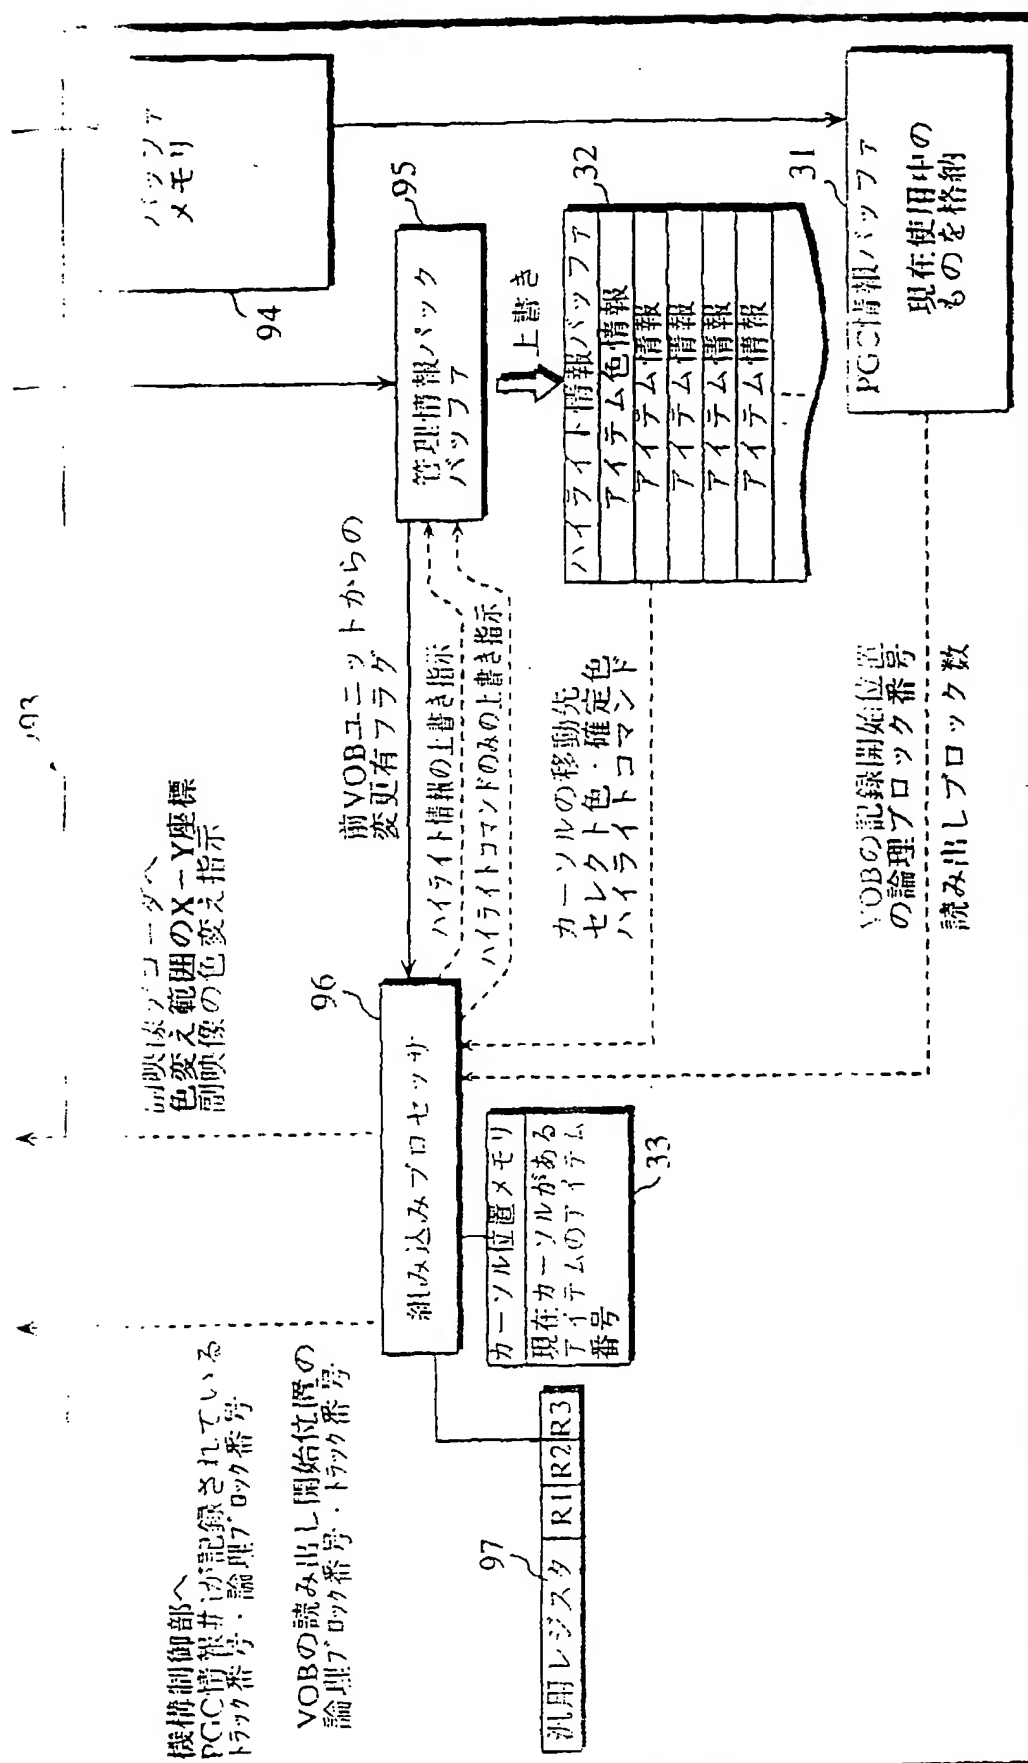 機構制御部へ
PGC情報#iが記録されている
トラック番号・論理ブロック番号
VOBの読み出し開始位置の
論理ブロック番号・トラック番号
副映像デコーダへ
色変え範囲のX－Y座標
副映像の色変え指示
93
バッファ
メモリ
94
組み込みプロセッサ
96
前VOBユニットからの
変更有フラグ
ハイライト情報の上書き指示
ハイライトコマンドのみの上書き指示
管理情報パック
バッファ
95
上書き
汎用レジスタ R1 R2 R3
97
カーソル位置メモリ
現在カーソルがある
アイテムのアイテム
番号
33
カーソルの移動先
セレクト色・確定色
ハイライトコマンド
ハイライト情報バッファ
アイテム色情報
アイテム情報
アイテム情報
アイテム情報
アイテム情報
32
VOBの記録開始位置
の論理ブロック番号
読み出しブロック数
PGC情報バッファ
現在使用中の
ものを格納
31